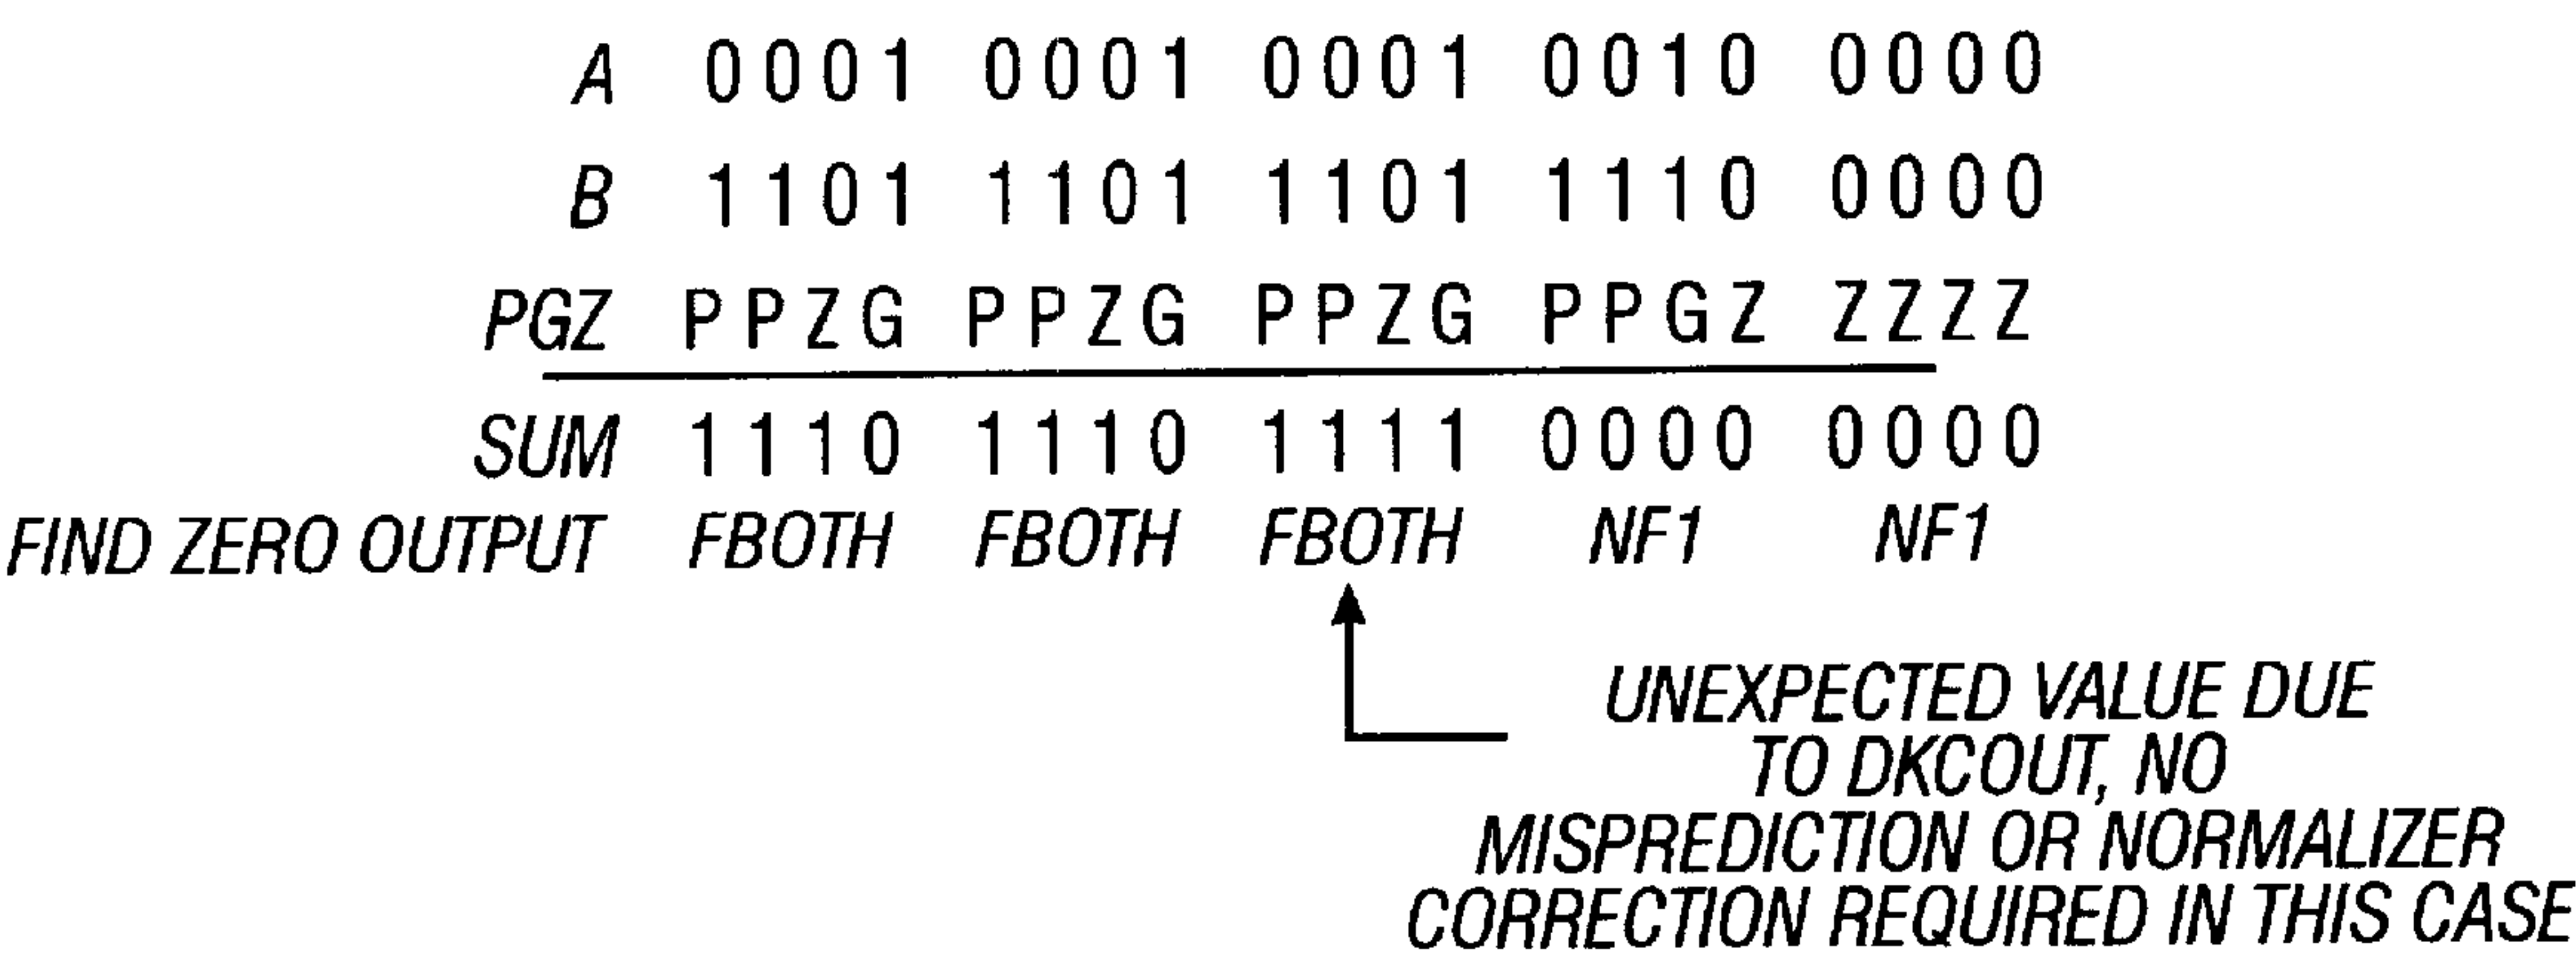 A 0001 0001 0001 0010 0000
B 1101 1101 1101 1110 0000
PGZ PPZG PPZG PPZG PPGZ ZZZZ
SUM 1110 1110 1111 0000 0000
FIND ZERO OUTPUT FBOTH FBOTH FBOTH NF1 NF1
UNEXPECTED VALUE DUE
TO DKCOUT, NO
MISPREDICTION OR NORMALIZER
CORRECTION REQUIRED IN THIS CASE